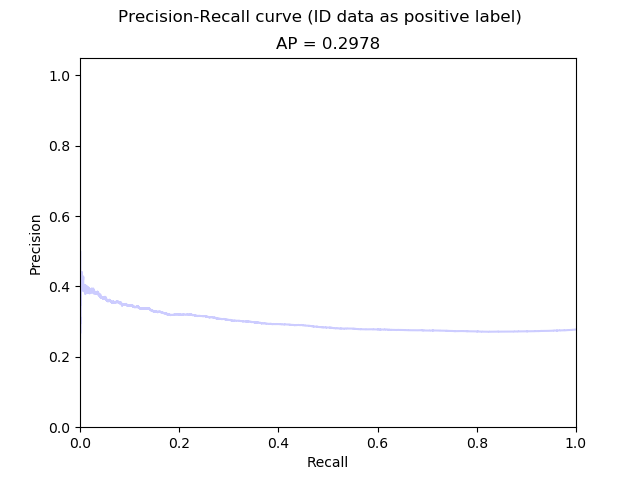 Precision-Recall curve (ID data as positive label)
AP = 0.2978
1.0
0.8
0.6
0.4
0.2
0.0
Precision
0.0 0.2 0.4 0.6 0.8 1.0
Recall